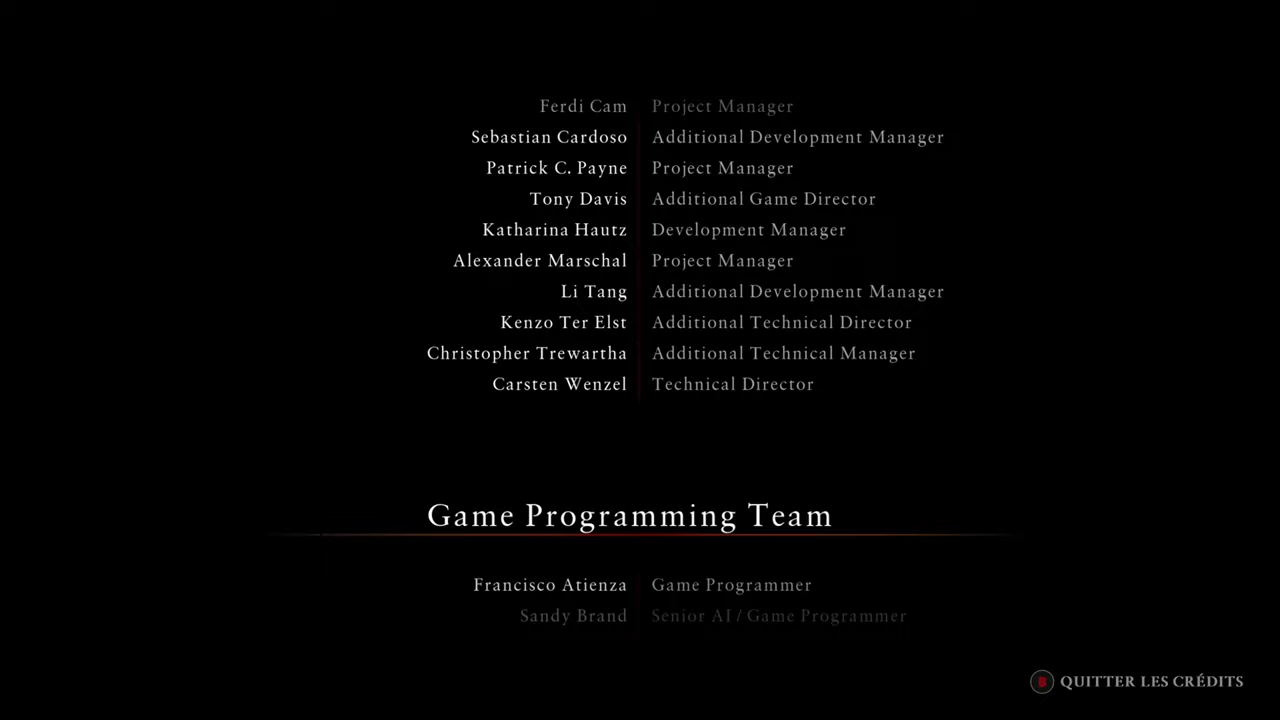 Ferdi Cam Project Manager
Sebastian Cardoso Additional Development Manager
Patrick C. Payne Project Manager
Tony Davis Additional Game Director
Katharina Hautz Development Manager
Alexander Marschal Project Manager
Li Tang Additional Development Manager
Kenzo Ter Elst Additional Technical Director
Christopher Trewartha Additional Technical Manager
Carsten Wenzel Technical Director
Game Programming Team
Francisco Atienza Game Programmer
Sandy Brand Senior AI / Game Programmer
B QUITTER LES CRÉDITS